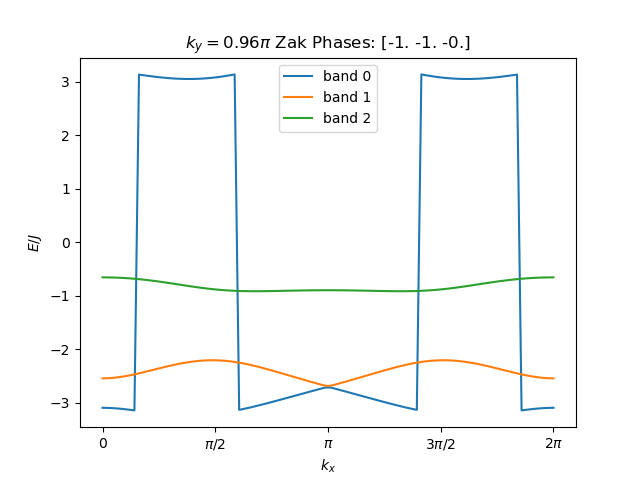 k_y = 0.96π Zak Phases: [-1. -1. -0.]
band 0
band 1
band 2
E/J
3
2
1
0
−1
−2
−3
0
π/2
π
3π/2
2π
k_x